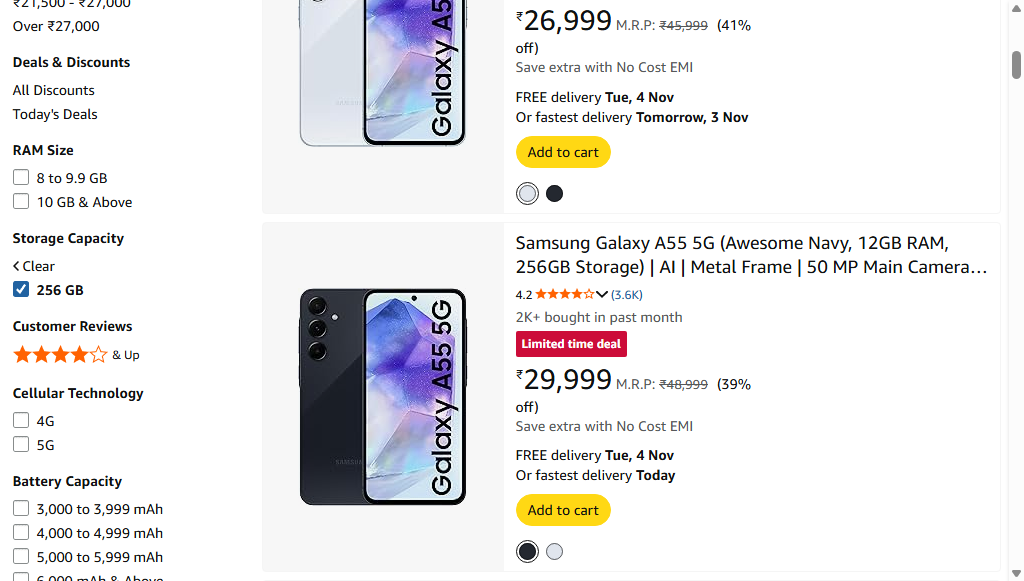 ₹21,500 - ₹27,000
Over ₹27,000
Deals & Discounts
All Discounts
Today's Deals
RAM Size
8 to 9.9 GB
10 GB & Above
Storage Capacity
Clear
256 GB
Customer Reviews
& Up
Cellular Technology
4G
5G
Battery Capacity
3,000 to 3,999 mAh
4,000 to 4,999 mAh
5,000 to 5,999 mAh
6,000 mAh & Above
Galaxy A5
SAMSUNG
₹26,999 M.R.P: ₹45,999 (41%
off)
Save extra with No Cost EMI
FREE delivery Tue, 4 Nov
Or fastest delivery Tomorrow, 3 Nov
Add to cart
Galaxy A55 5G
SAMSUNG
Samsung Galaxy A55 5G (Awesome Navy, 12GB RAM,
256GB Storage) | AI | Metal Frame | 50 MP Main Camera…
4.2 (3.6K)
2K+ bought in past month
Limited time deal
₹29,999 M.R.P: ₹48,999 (39%
off)
Save extra with No Cost EMI
FREE delivery Tue, 4 Nov
Or fastest delivery Today
Add to cart